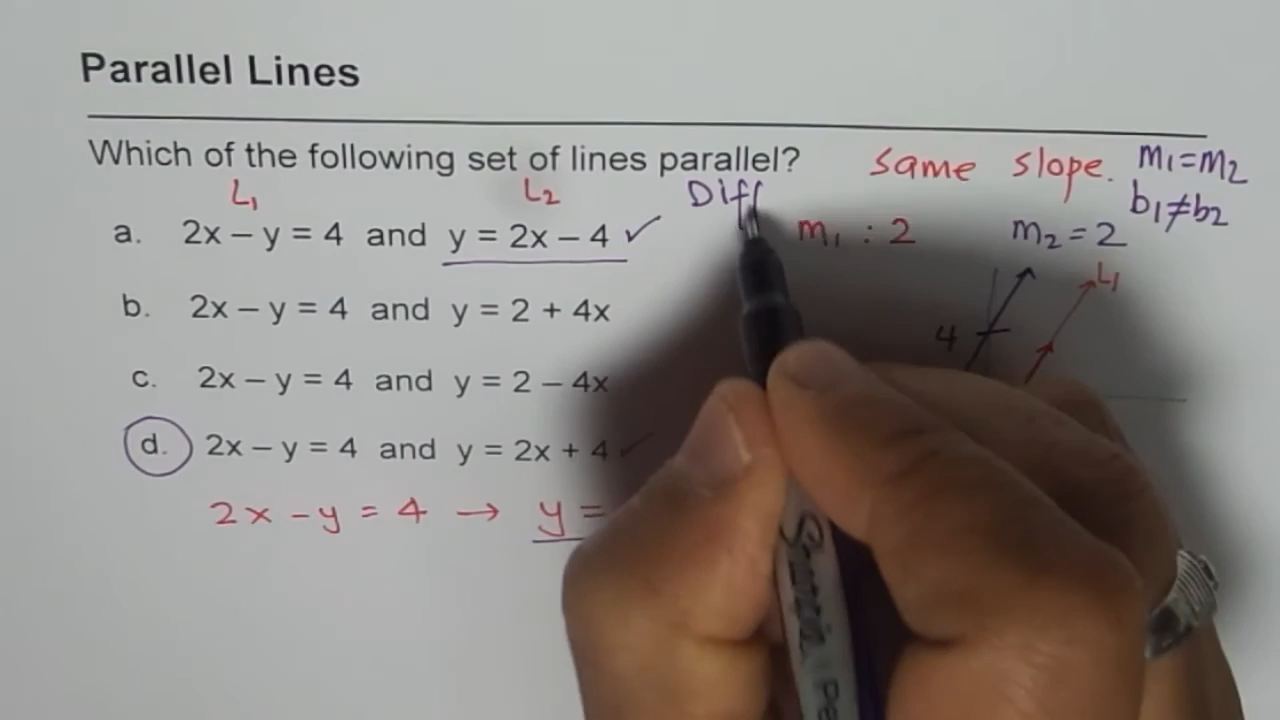 Parallel Lines
Which of the following set of lines parallel? same slope. m₁=m₂
L₁ L₂ Diff b₁≠b₂
a. 2x – y = 4 and y = 2x – 4 ✓ m₁ : 2 m₂ = 2
L₁
b. 2x – y = 4 and y = 2 + 4x 4
c. 2x – y = 4 and y = 2 – 4x
d. 2x – y = 4 and y = 2x + 4 ✓
2x – y = 4 → y =